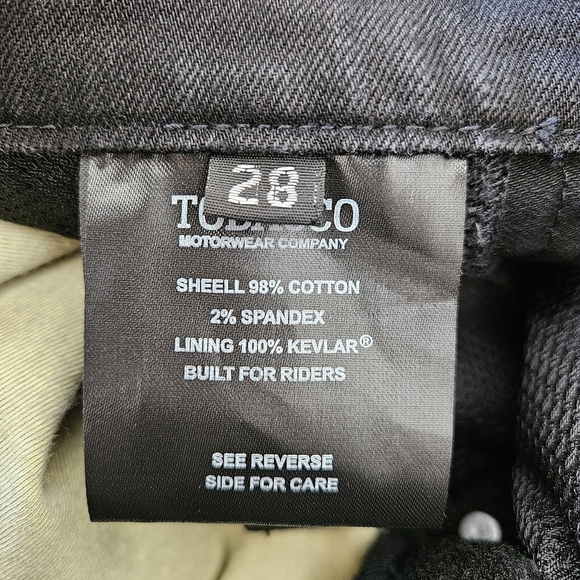 28
MOTORWEAR COMPANY
SHEELL 98% COTTON
2% SPANDEX
LINING 100% KEVLAR®
BUILT FOR RIDERS
SEE REVERSE
SIDE FOR CARE